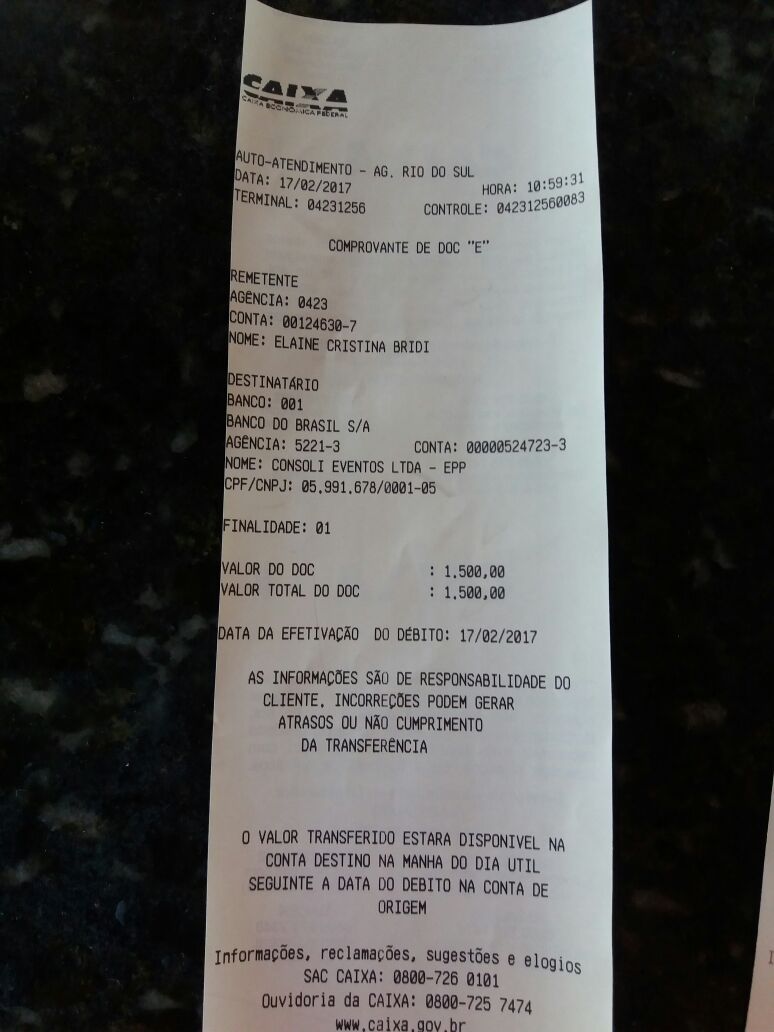 CAIXA
CAIXA ECONÔMICA FEDERAL
AUTO-ATENDIMENTO - AG. RIO DO SUL
DATA: 17/02/2017 HORA: 10:59:31
TERMINAL: 04231256 CONTROLE: 042312560083
COMPROVANTE DE DOC "E"
REMETENTE
AGÊNCIA: 0423
CONTA: 00124630-7
NOME: ELAINE CRISTINA BRIDI
DESTINATÁRIO
BANCO: 001
BANCO DO BRASIL S/A
AGÊNCIA: 5221-3 CONTA: 00000524723-3
NOME: CONSOLI EVENTOS LTDA - EPP
CPF/CNPJ: 05.991.678/0001-05
FINALIDADE: 01
VALOR DO DOC : 1.500,00
VALOR TOTAL DO DOC : 1.500,00
DATA DA EFETIVAÇÃO DO DÉBITO: 17/02/2017
AS INFORMAÇÕES SÃO DE RESPONSABILIDADE DO
CLIENTE. INCORREÇÕES PODEM GERAR
ATRASOS OU NÃO CUMPRIMENTO
DA TRANSFERÊNCIA
O VALOR TRANSFERIDO ESTARA DISPONIVEL NA
CONTA DESTINO NA MANHA DO DIA UTIL
SEGUINTE A DATA DO DEBITO NA CONTA DE
ORIGEM
Informações, reclamações, sugestões e elogios
SAC CAIXA: 0800-726 0101
Ouvidoria da CAIXA: 0800-725 7474
www.caixa.gov.br